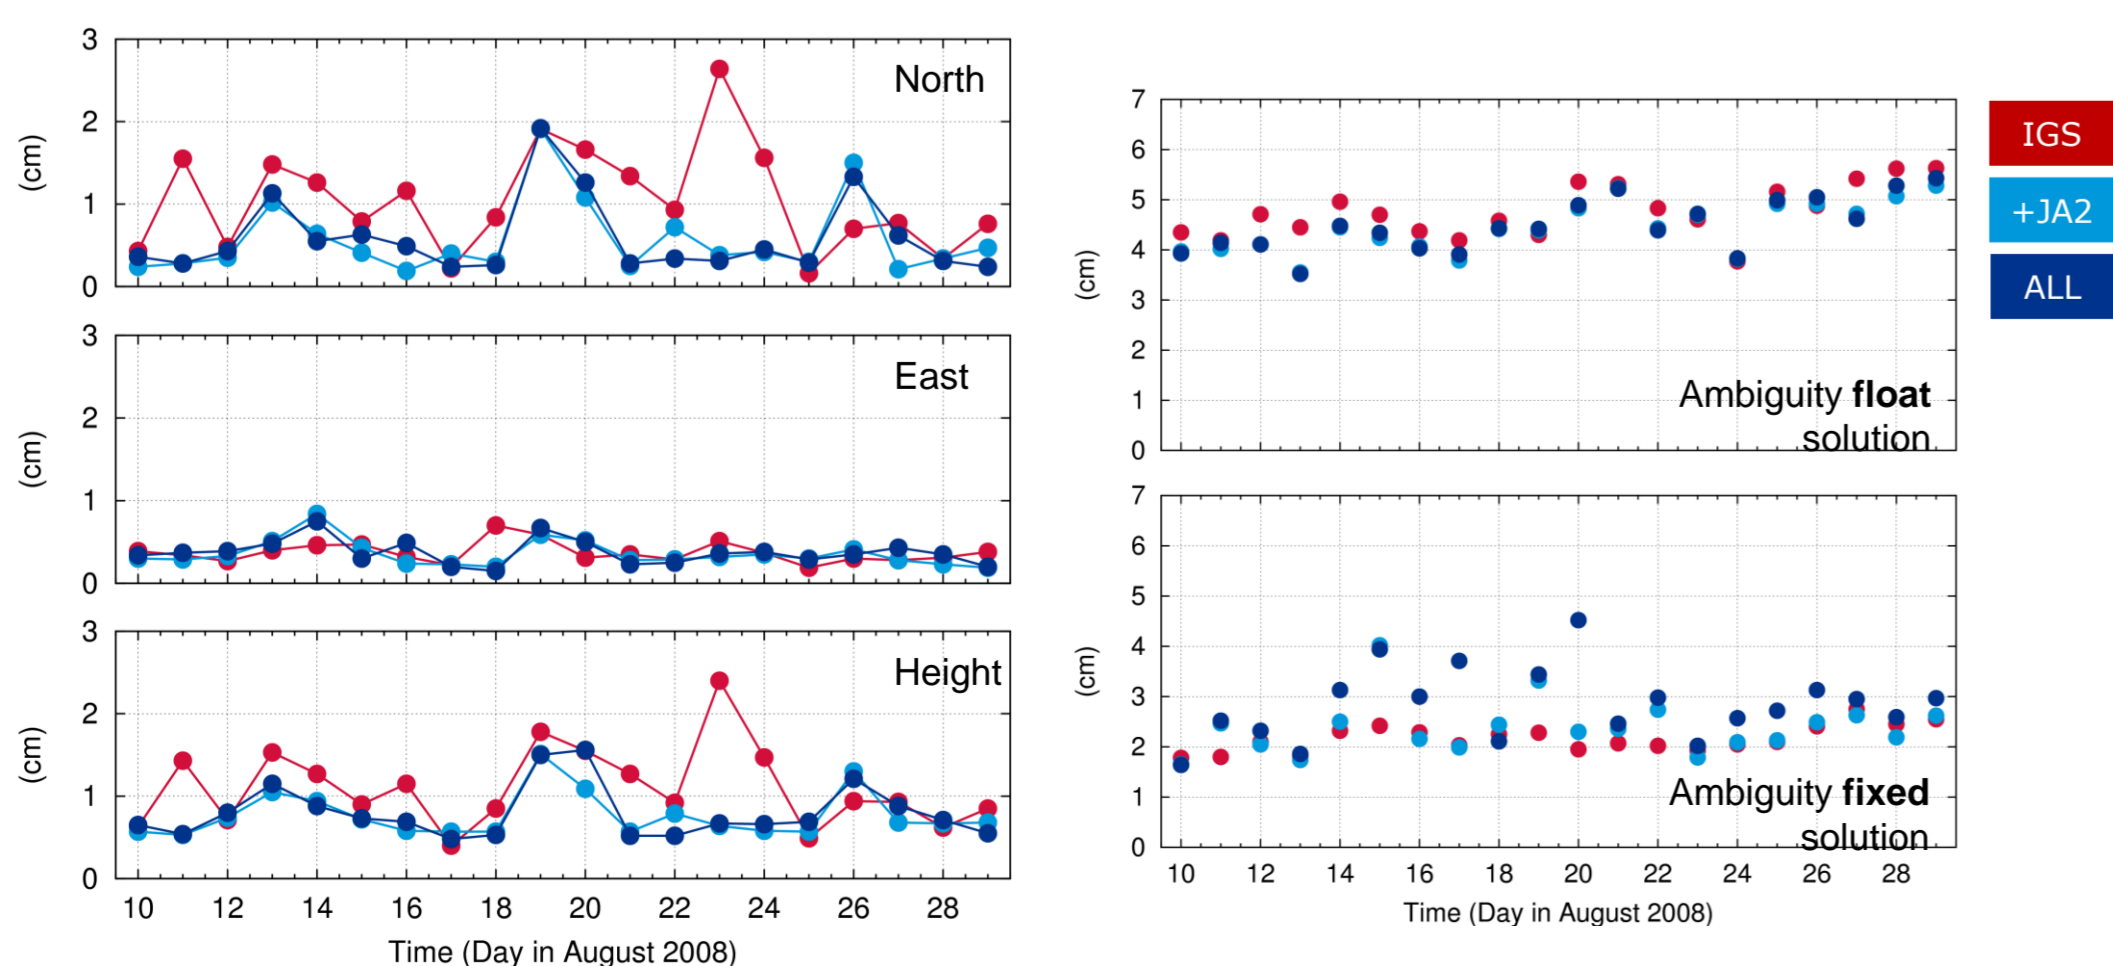 3
2
1
0
(cm)
North
3
2
1
0
(cm)
East
3
2
1
0
(cm)
Height
10 12 14 16 18 20 22 24 26 28
Time (Day in August 2008)
7
6
5
4
3
2
1
0
(cm)
Ambiguity float
solution
7
6
5
4
3
2
1
0
(cm)
Ambiguity fixed
solution
10 12 14 16 18 20 22 24 26 28
Time (Day in August 2008)
IGS
+JA2
ALL